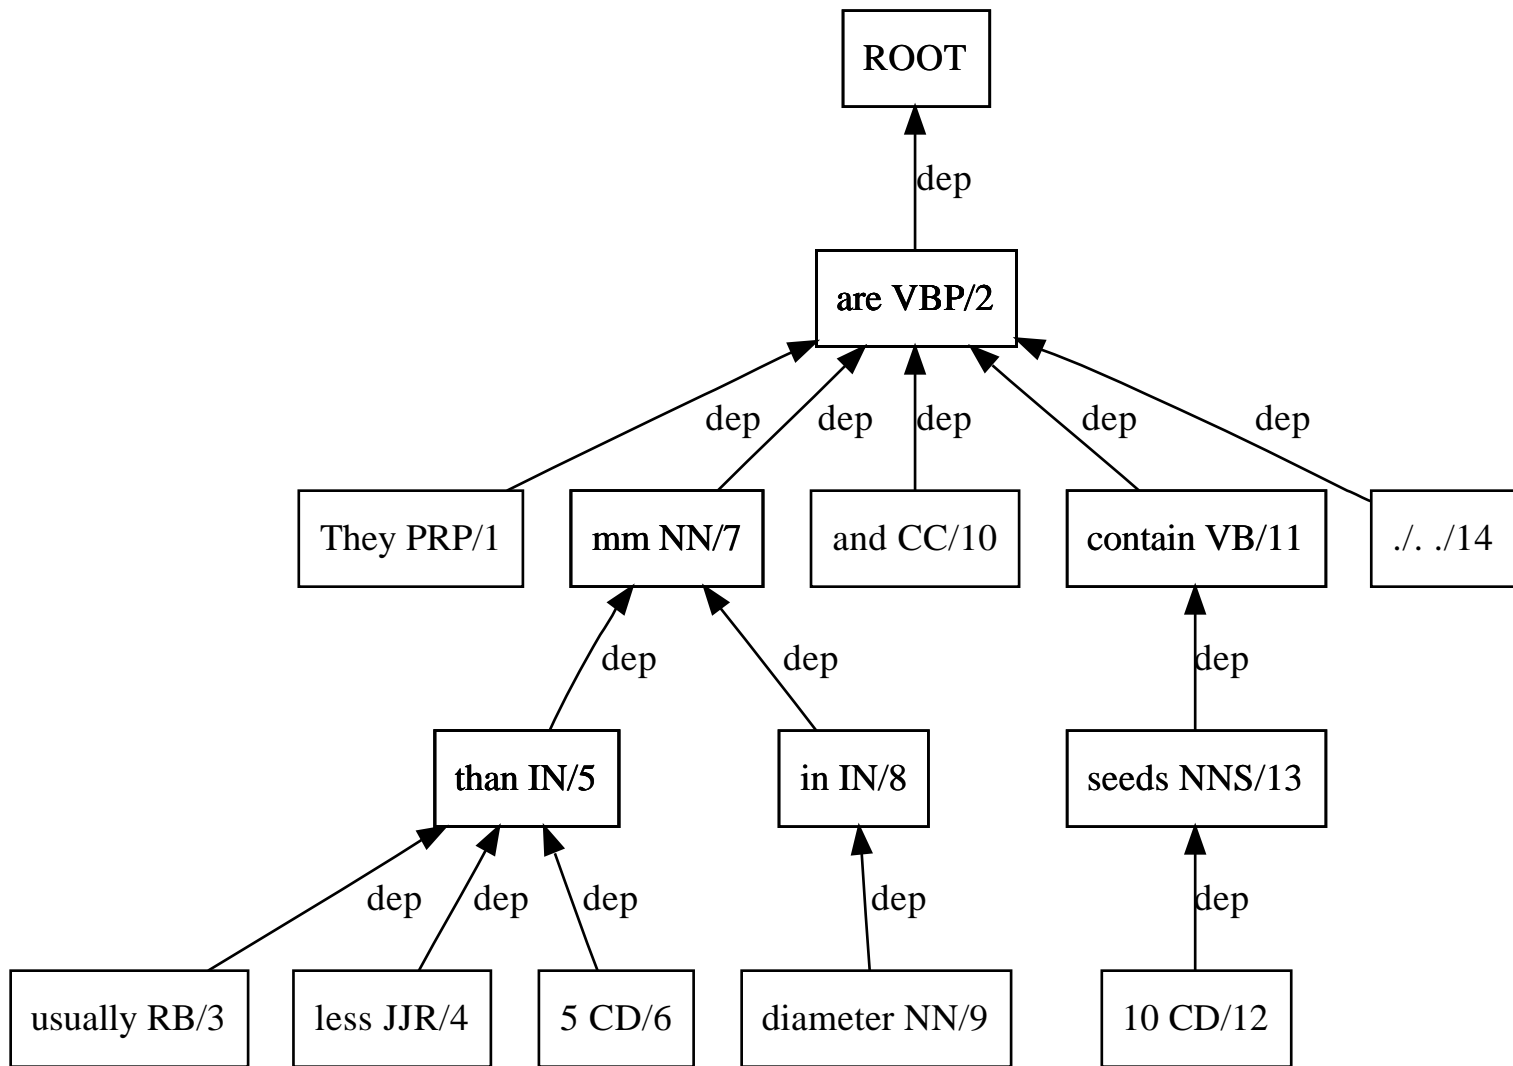 ROOT
dep
are VBP/2
dep dep dep dep dep
They PRP/1 mm NN/7 and CC/10 contain VB/11 ./. ./14
dep dep dep
than IN/5 in IN/8 seeds NNS/13
dep dep dep dep dep
usually RB/3 less JJR/4 5 CD/6 diameter NN/9 10 CD/12